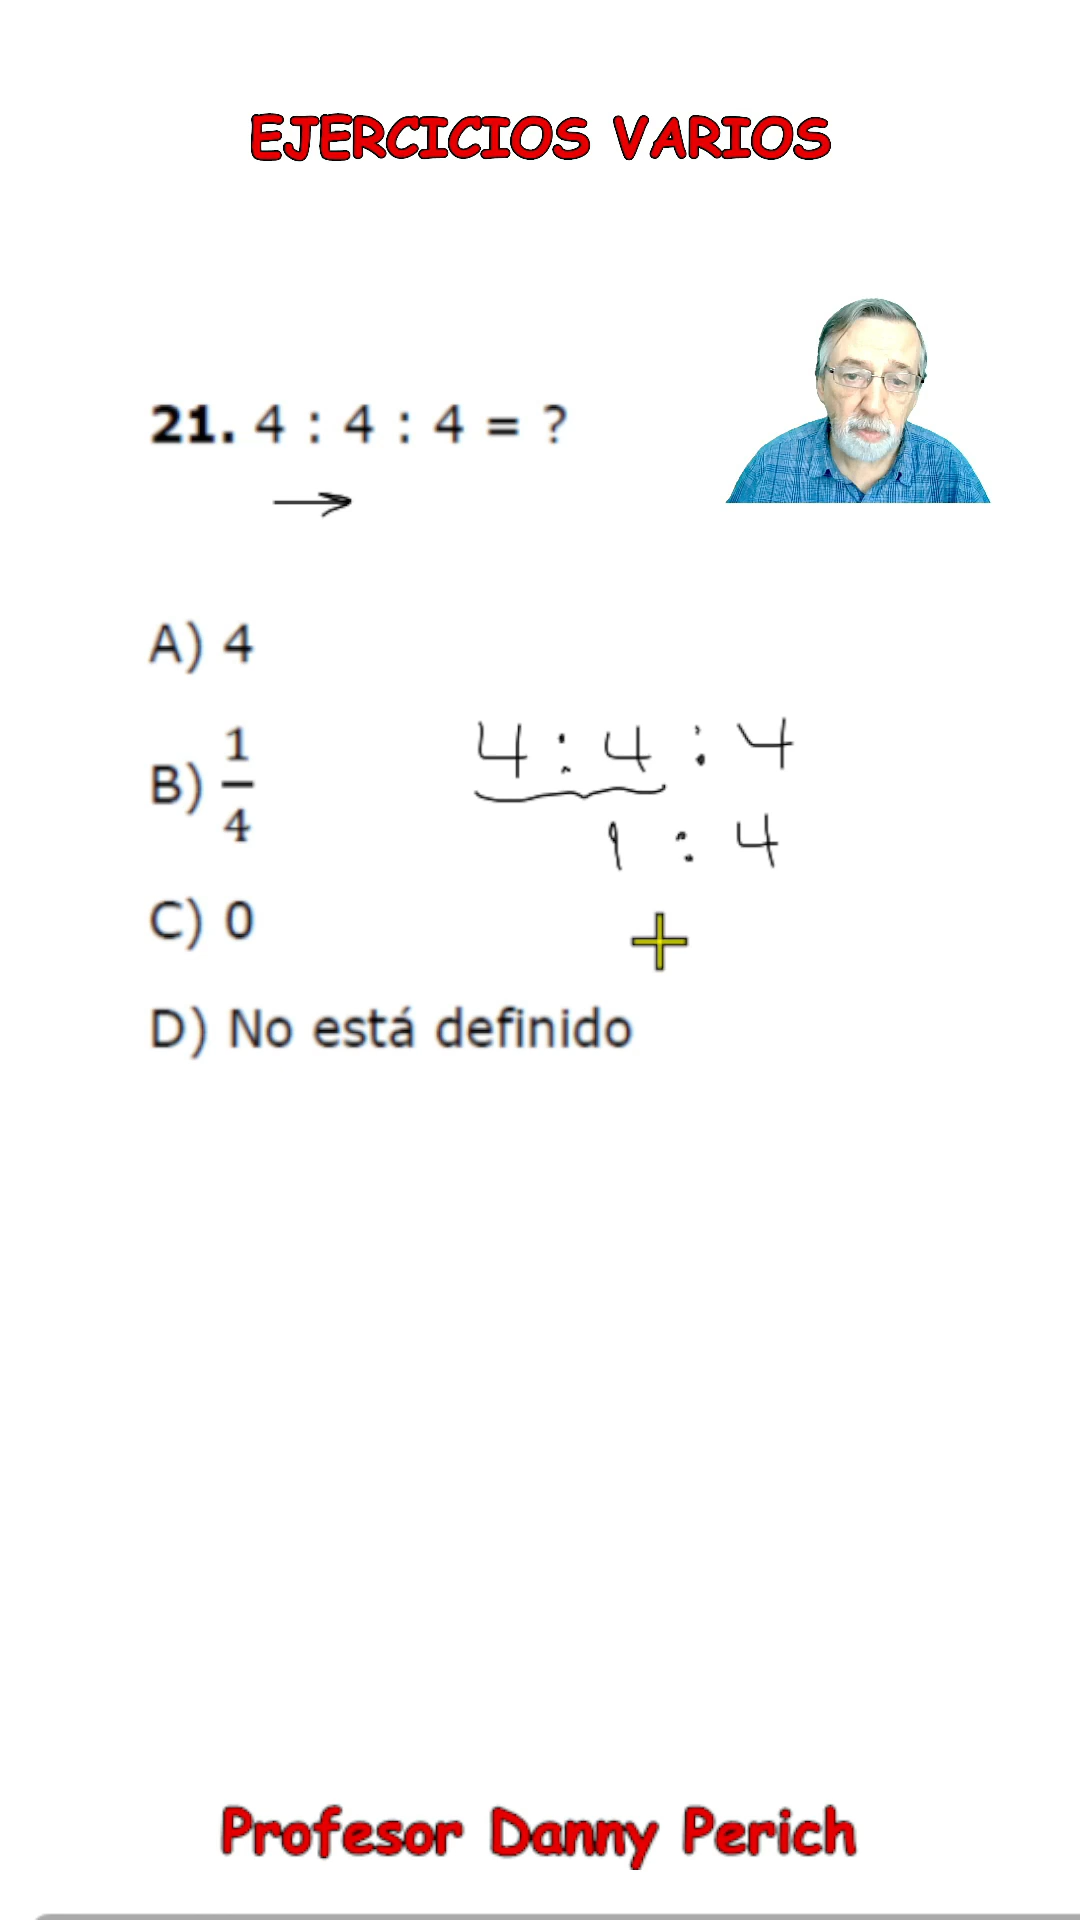 EJERCICIOS VARIOS
21. 4 : 4 : 4 = ?
A) 4
B) 1/4
4 : 4 : 4
1 : 4
C) 0
D) No está definido
Profesor Danny Perich